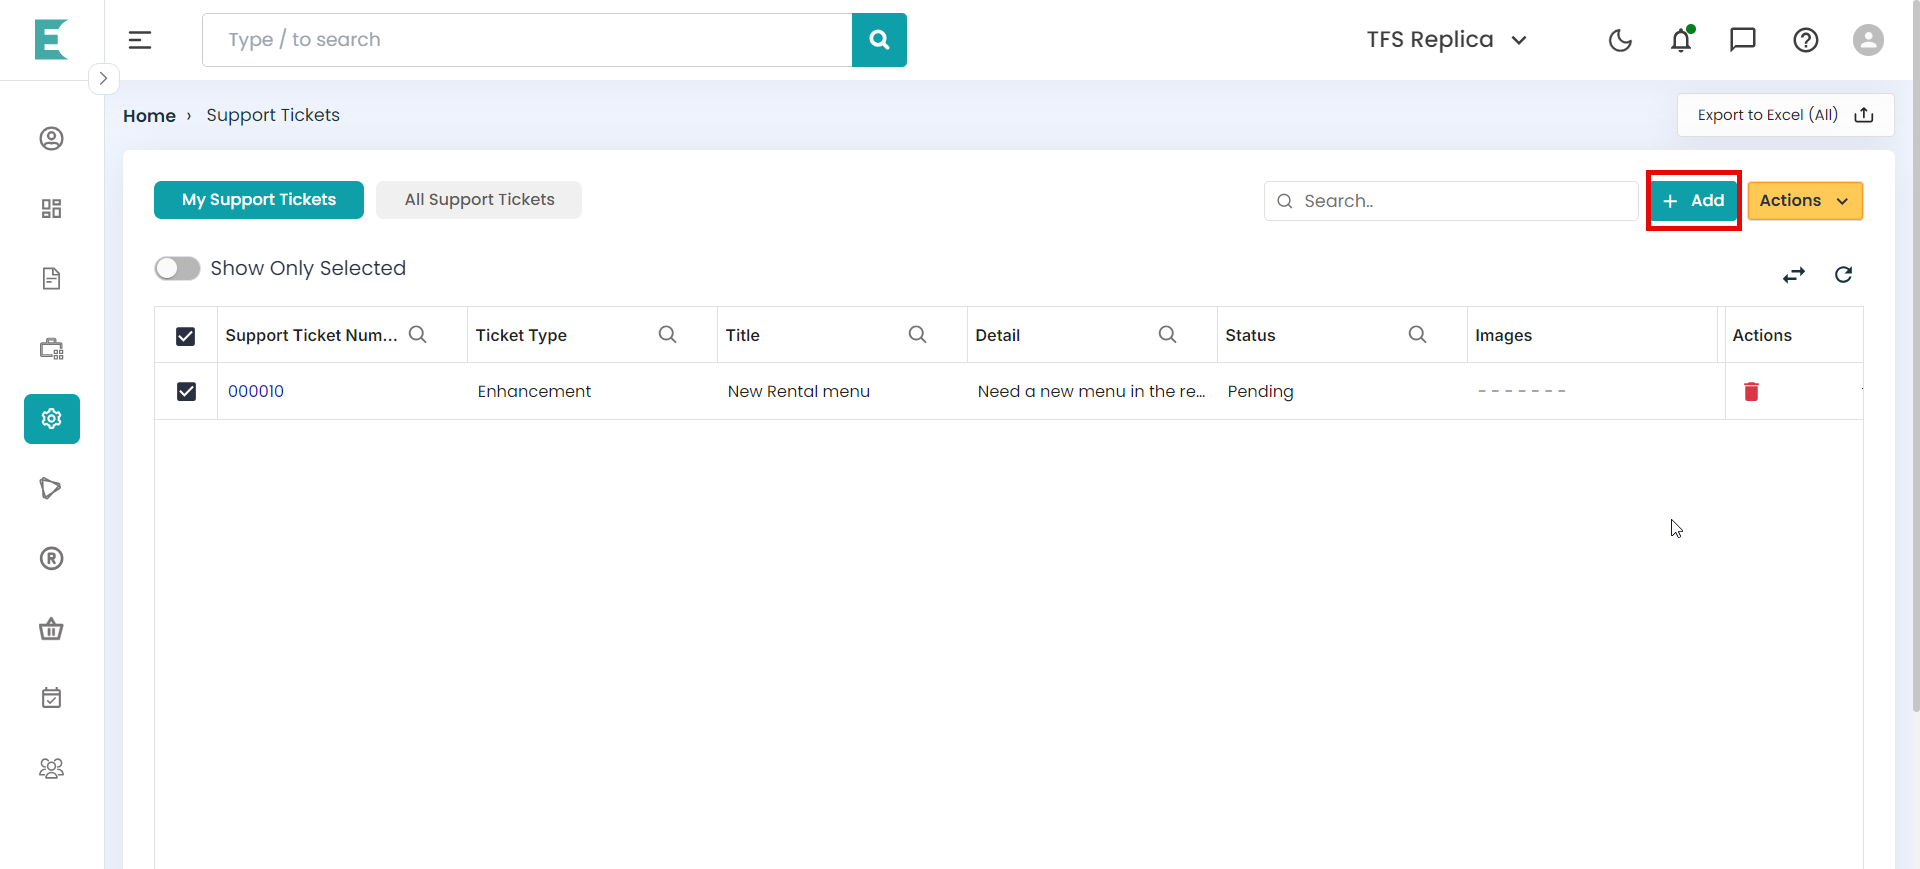 E
Type / to search
TFS Replica
Home › Support Tickets
Export to Excel (All)
My Support Tickets
All Support Tickets
Search..
+ Add
Actions
Show Only Selected
Support Ticket Num...
Ticket Type
Title
Detail
Status
Images
Actions
000010
Enhancement
New Rental menu
Need a new menu in the re...
Pending
-------